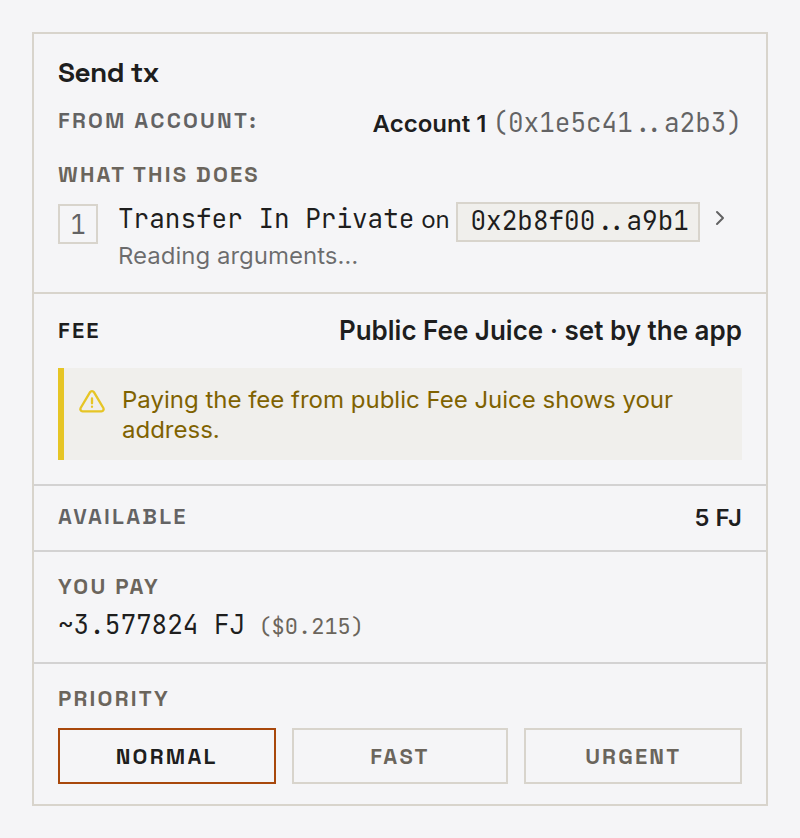 Send tx
FROM ACCOUNT: Account 1 (0x1e5c41..a2b3)
WHAT THIS DOES
1 Transfer In Private on 0x2b8f00..a9b1
Reading arguments...
FEE Public Fee Juice · set by the app
Paying the fee from public Fee Juice shows your
address.
AVAILABLE 5 FJ
YOU PAY
~3.577824 FJ ($0.215)
PRIORITY
NORMAL FAST URGENT